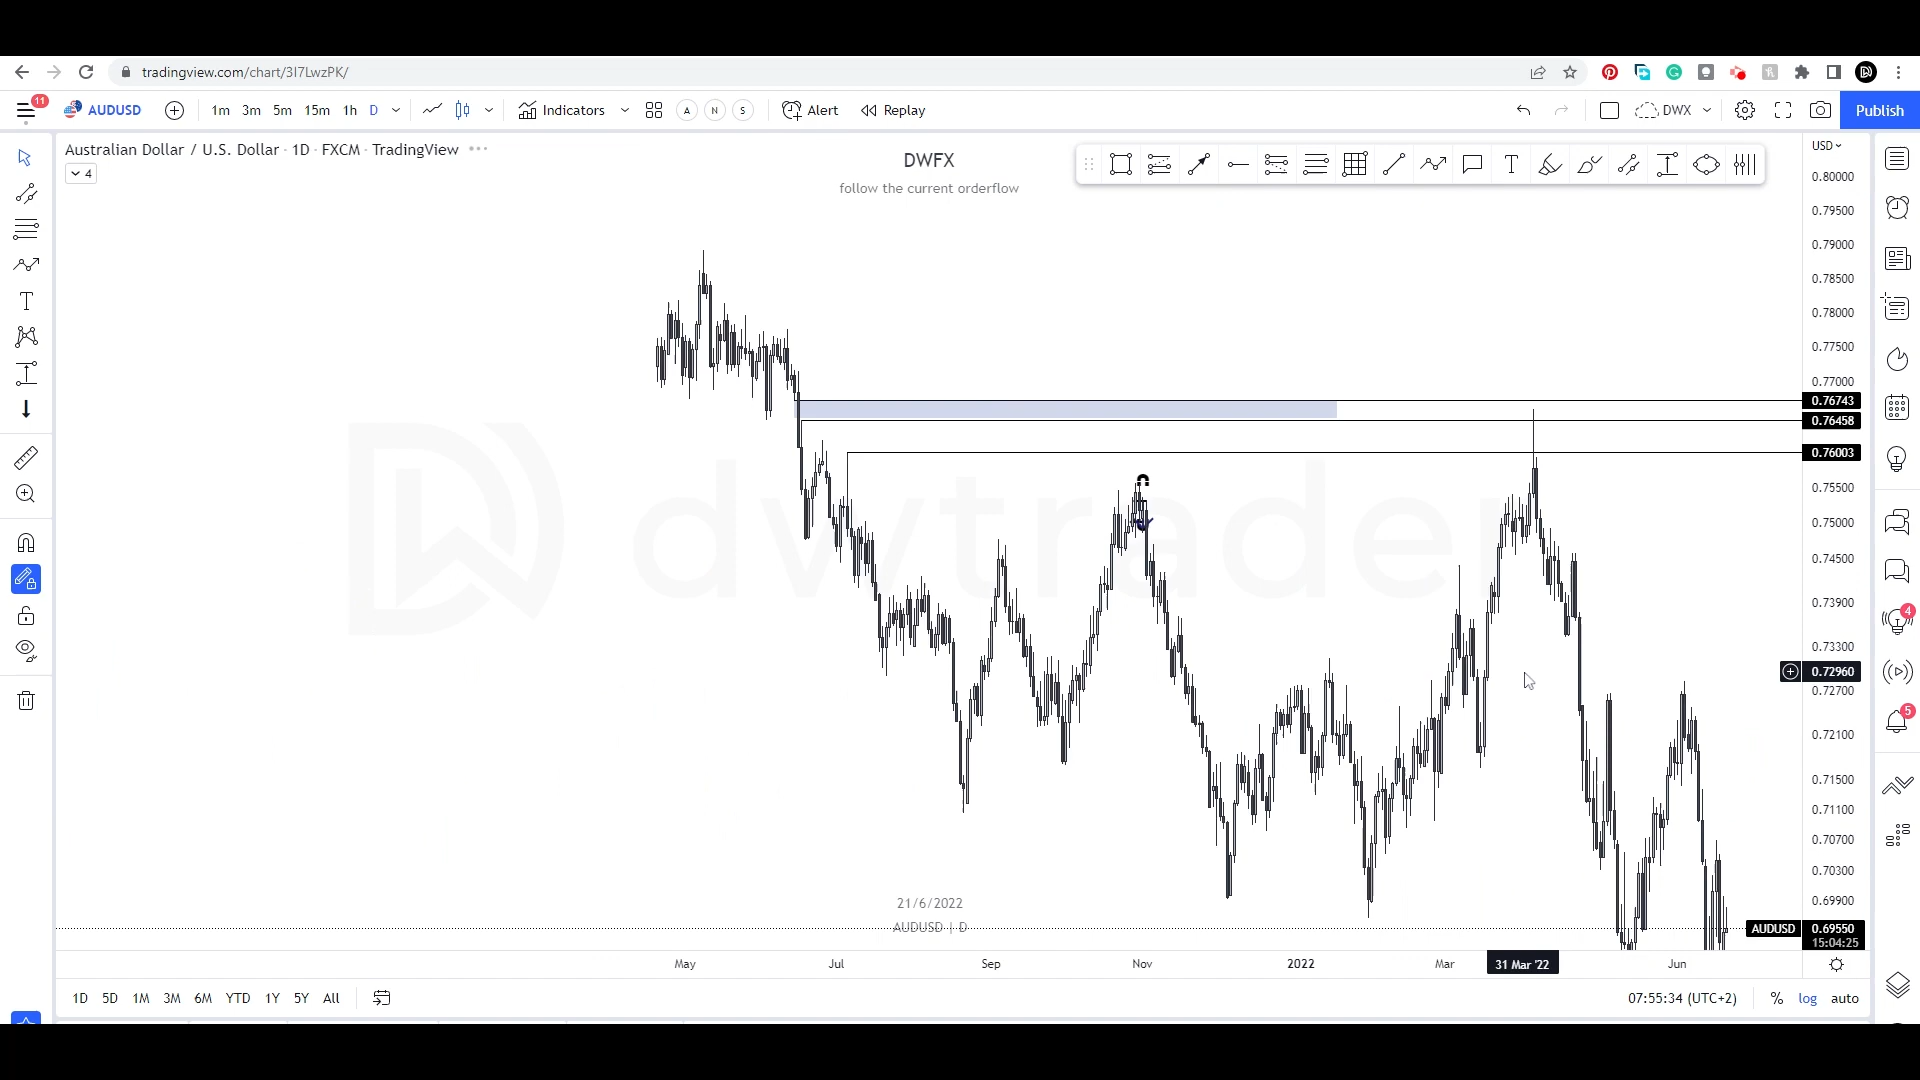 tradingview.com/chart/3I7LwzPK/
11
AUDUSD
1m 3m 5m 15m 1h D
Indicators
A N S
Alert
Replay
DWX
Publish
Australian Dollar / U.S. Dollar · 1D · FXCM · TradingView
4
DWFX
follow the current orderflow
USD
0.80000
0.79500
0.79000
0.78500
0.78000
0.77500
0.77000
0.76743
0.76458
0.76003
0.75500
0.75000
0.74500
0.73900
0.73300
0.72960
0.72700
0.72100
0.71500
0.71100
0.70700
0.70300
0.69900
AUDUSD 0.69550
15:04:25
dwtrader
4
5
21/6/2022
AUDUSD | D
May Jul Sep Nov 2022 Mar 31 Mar '22 Jun
1D 5D 1M 3M 6M YTD 1Y 5Y All
07:55:34 (UTC+2) % log auto